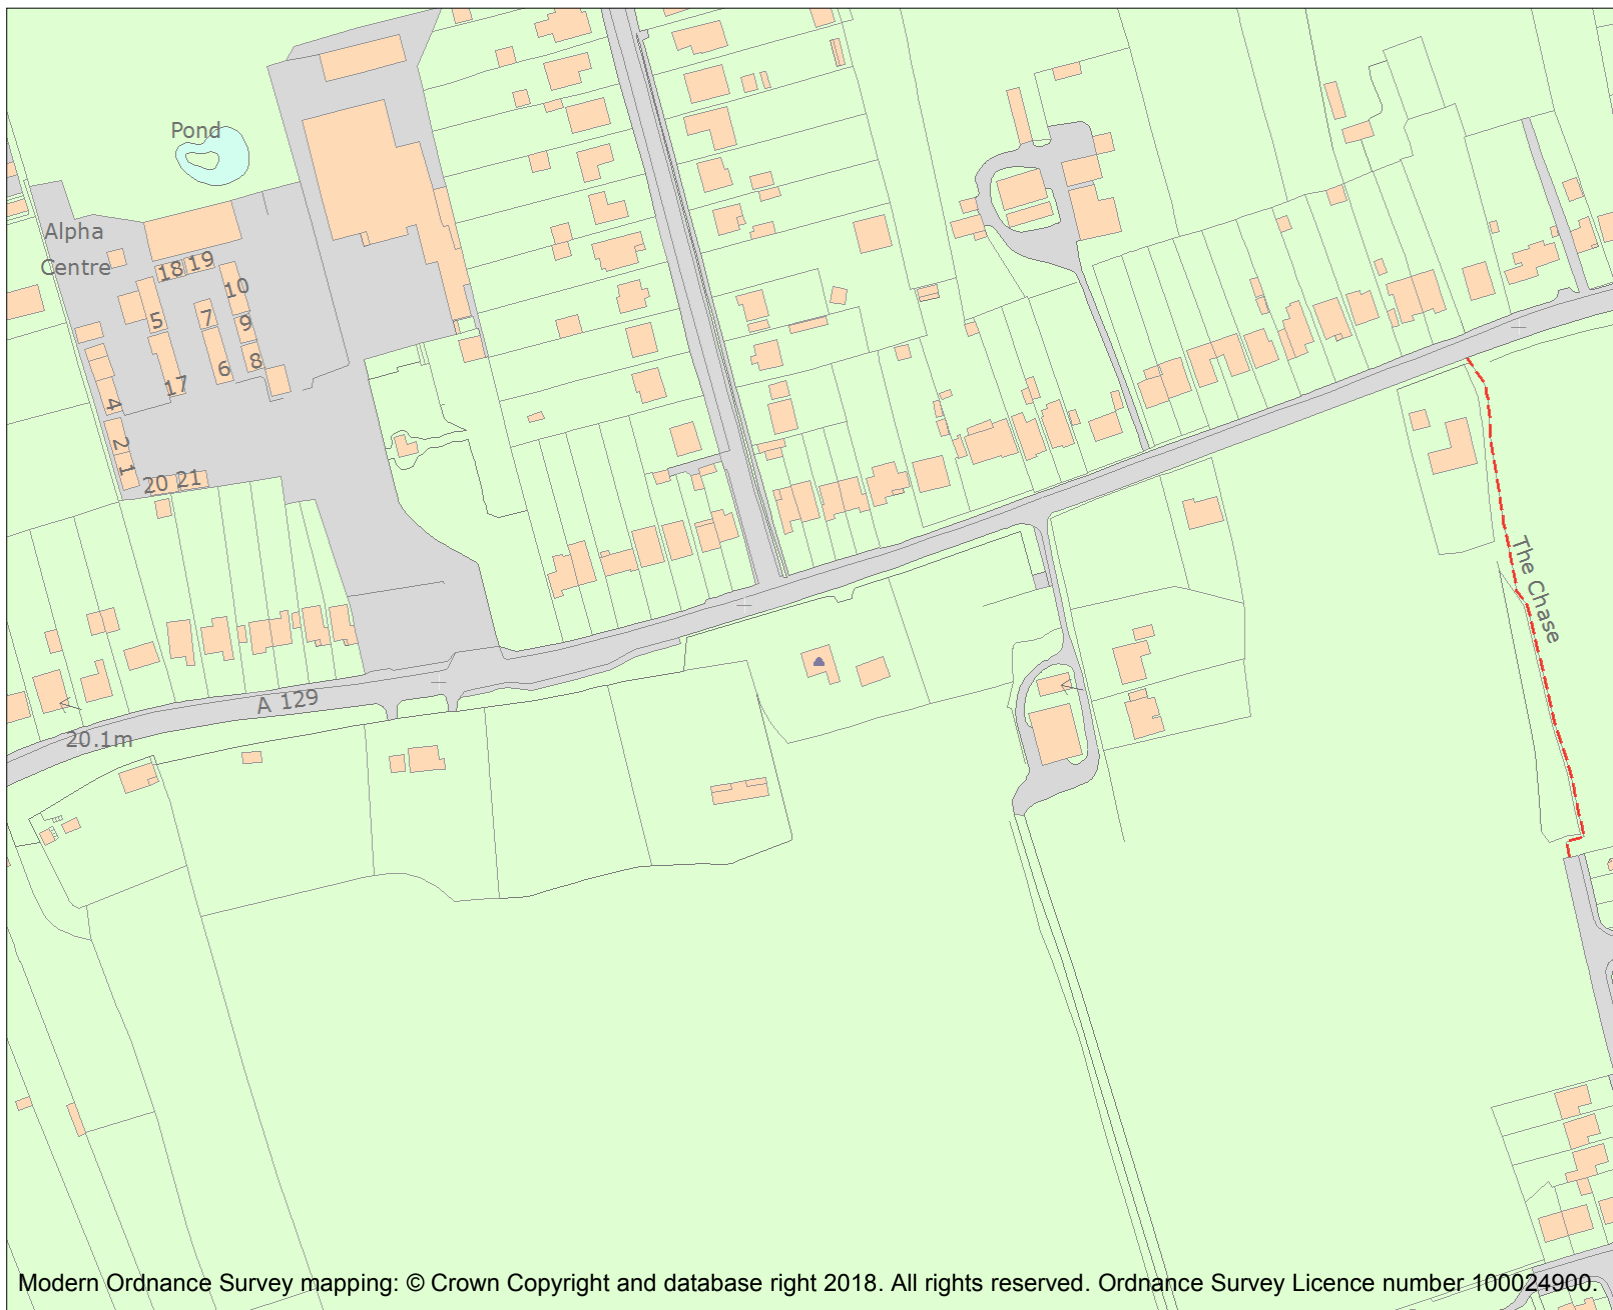 Pond
Alpha
Centre
18 19
10
5
7
9
17
6
8
4
2
1
20 21
The Chase
A 129
20.1m
Modern Ordnance Survey mapping: © Crown Copyright and database right 2018. All rights reserved. Ordnance Survey Licence number 100024900.